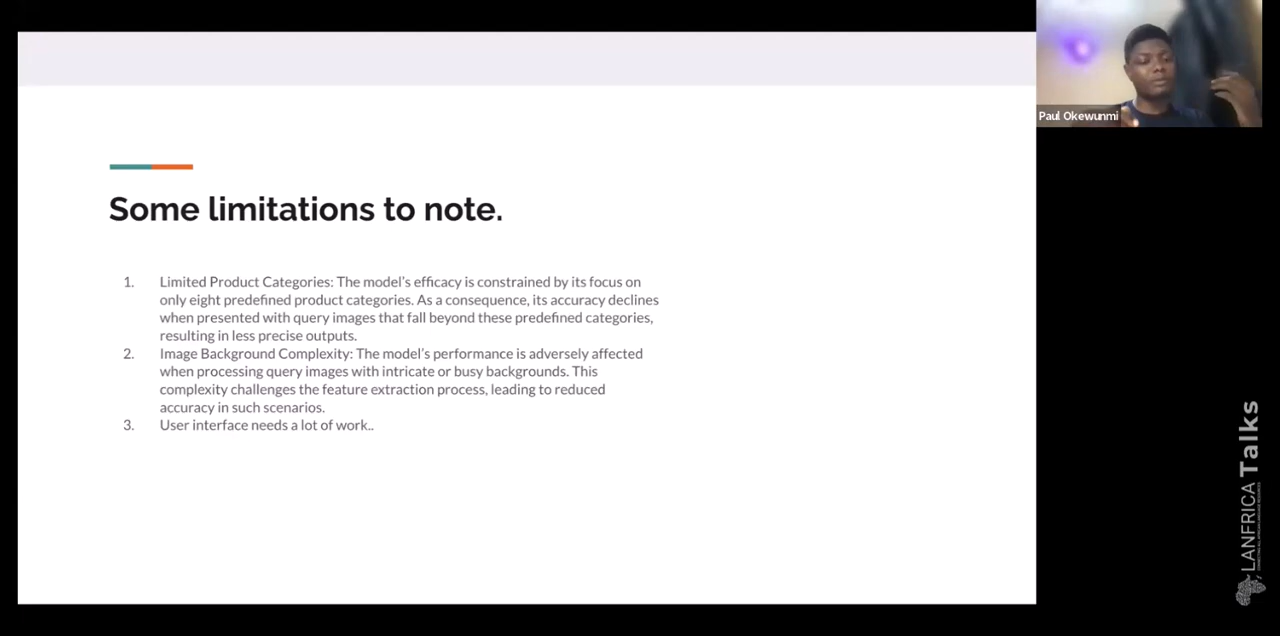 Some limitations to note.
1. Limited Product Categories: The model's efficacy is constrained by its focus on
only eight predefined product categories. As a consequence, its accuracy declines
when presented with query images that fall beyond these predefined categories,
resulting in less precise outputs.
2. Image Background Complexity: The model's performance is adversely affected
when processing query images with intricate or busy backgrounds. This
complexity challenges the feature extraction process, leading to reduced
accuracy in such scenarios.
3. User interface needs a lot of work..
Paul Okewunmi
LANFRICA Talks